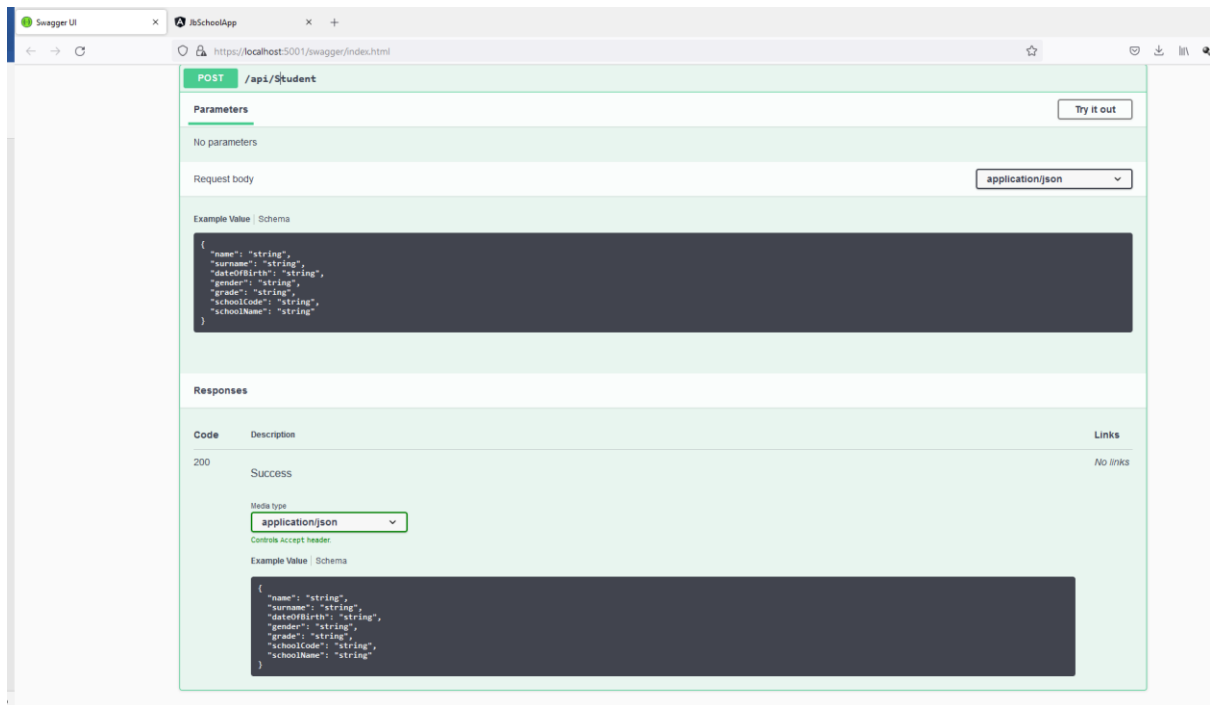 Swagger UI × JbSchoolApp × +
https://localhost:5001/swagger/index.html
POST /api/Student
Parameters Try it out
No parameters
Request body application/json
Example Value | Schema
{
"name": "string",
"surname": "string",
"dateOfBirth": "string",
"gender": "string",
"grade": "string",
"schoolCode": "string",
"schoolName": "string"
}
Responses
Code Description Links
200 Success No links
Media type
application/json
Controls Accept header.
Example Value | Schema
{
"name": "string",
"surname": "string",
"dateOfBirth": "string",
"gender": "string",
"grade": "string",
"schoolCode": "string",
"schoolName": "string"
}